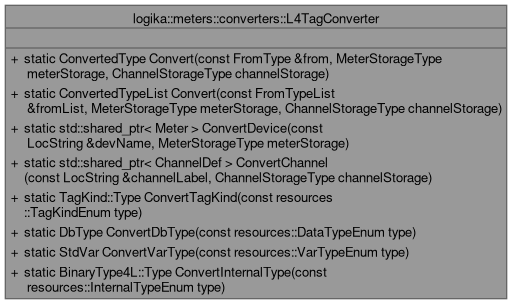 logika::meters::converters::L4TagConverter
+ static ConvertedType Convert(const FromType &from, MeterStorageType
meterStorage, ChannelStorageType channelStorage)
+ static ConvertedTypeList Convert(const FromTypeList
&fromList, MeterStorageType meterStorage, ChannelStorageType channelStorage)
+ static std::shared_ptr< Meter > ConvertDevice(const
LocString &devName, MeterStorageType meterStorage)
+ static std::shared_ptr< ChannelDef > ConvertChannel
(const LocString &channelLabel, ChannelStorageType channelStorage)
+ static TagKind::Type ConvertTagKind(const resources
::TagKindEnum type)
+ static DbType ConvertDbType(const resources::DataTypeEnum type)
+ static StdVar ConvertVarType(const resources::VarTypeEnum type)
+ static BinaryType4L::Type ConvertInternalType(const
resources::InternalTypeEnum type)